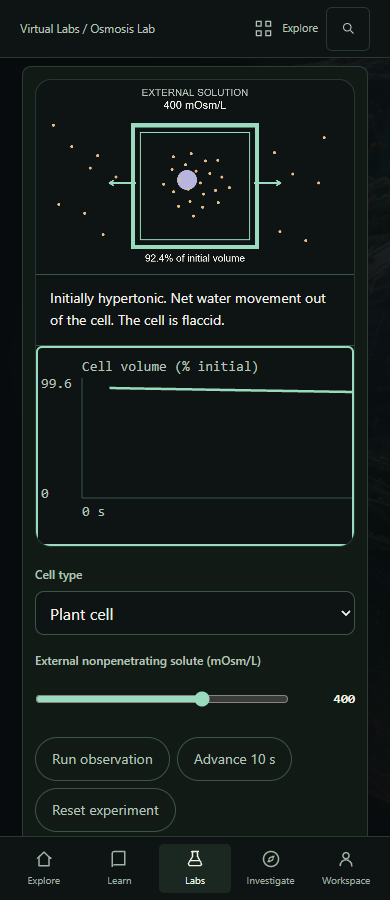 Virtual Labs / Osmosis Lab
Explore
EXTERNAL SOLUTION
400 mOsm/L
92.4% of initial volume
Initially hypertonic. Net water movement out
of the cell. The cell is flaccid.
Cell volume (% initial)
99.6
0
0 s
Cell type
Plant cell
External nonpenetrating solute (mOsm/L)
400
Run observation
Advance 10 s
Reset experiment
Explore
Learn
Labs
Investigate
Workspace